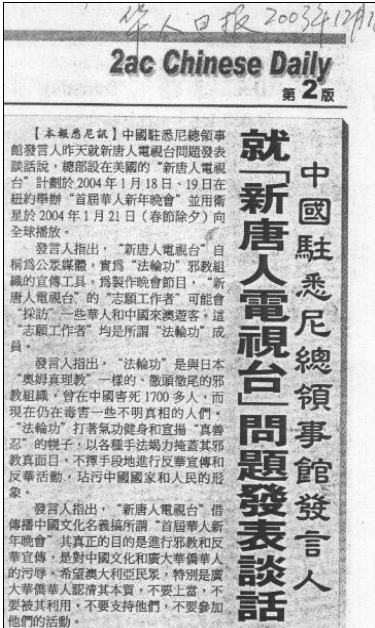 华人日报 2003年12月
2ac Chinese Daily
第2版
中國駐悉尼總領事館發言人
就「新唐人電視台」問題發表談話
【本報悉尼訊】中國駐悉尼總領事
館發言人昨天就新唐人電視台問題發表
談話說，總部設在美國的“新唐人電視
台”計劃於2004年1月18日、19日在
紐約舉辦“首屆華人新年晚會”並用衛
星於2004年1月21日（春節除夕）向
全球播放。
發言人指出，“新唐人電視台”自
稱爲公眾媒體，實爲“法輪功”邪教組
織的宣傳工具。爲製作晚會節目，“新
唐人電視台”的“志願工作者”可能會
“採訪”一些華人和中國來澳遊客。這
“志願工作者”均是所謂“法輪功”成
員。
發言人指出，“法輪功”是與日本
“奧姆真理教”一樣的、徹頭徹尾的邪
教組織，曾在中國害死1700多人，而
現在仍在毒害一些不明真相的人們。
“法輪功”打著氣功健身和宣揚“真善
忍”的幌子，以各種手法竭力掩蓋其邪
教真面目，不擇手段地進行反華宣傳和
反華活動，玷污中國國家和人民的形
象。
發言人指出，“新唐人電視台”借
傳播中國文化名義搞所謂“首屆華人新
年晚會”其真正的目的是進行邪教和反
華宣傳，是對中國文化和廣大華僑華人
的污辱。希望澳大利亞民眾，特別是廣
大華僑華人認清其本質，不要上當，不
要被其利用，不要支持他們，不要參加
他們的活動。